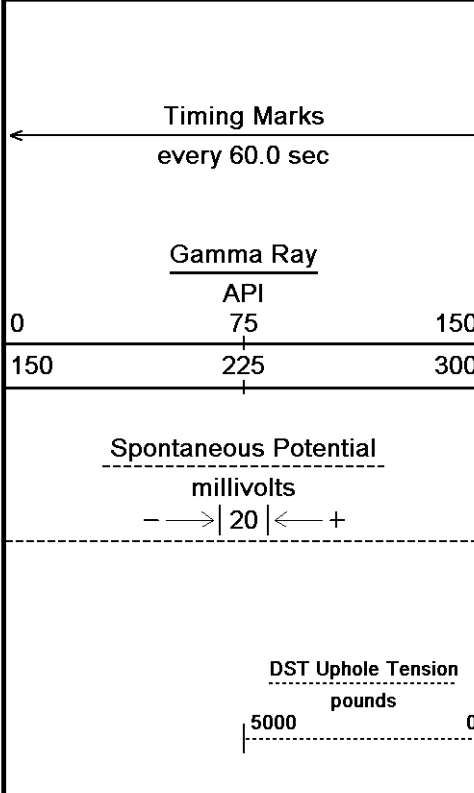 Timing Marks
every 60.0 sec
Gamma Ray
API
0 75 150
150 225 300
Spontaneous Potential
millivolts
− 20 +
DST Uphole Tension
pounds
5000 0